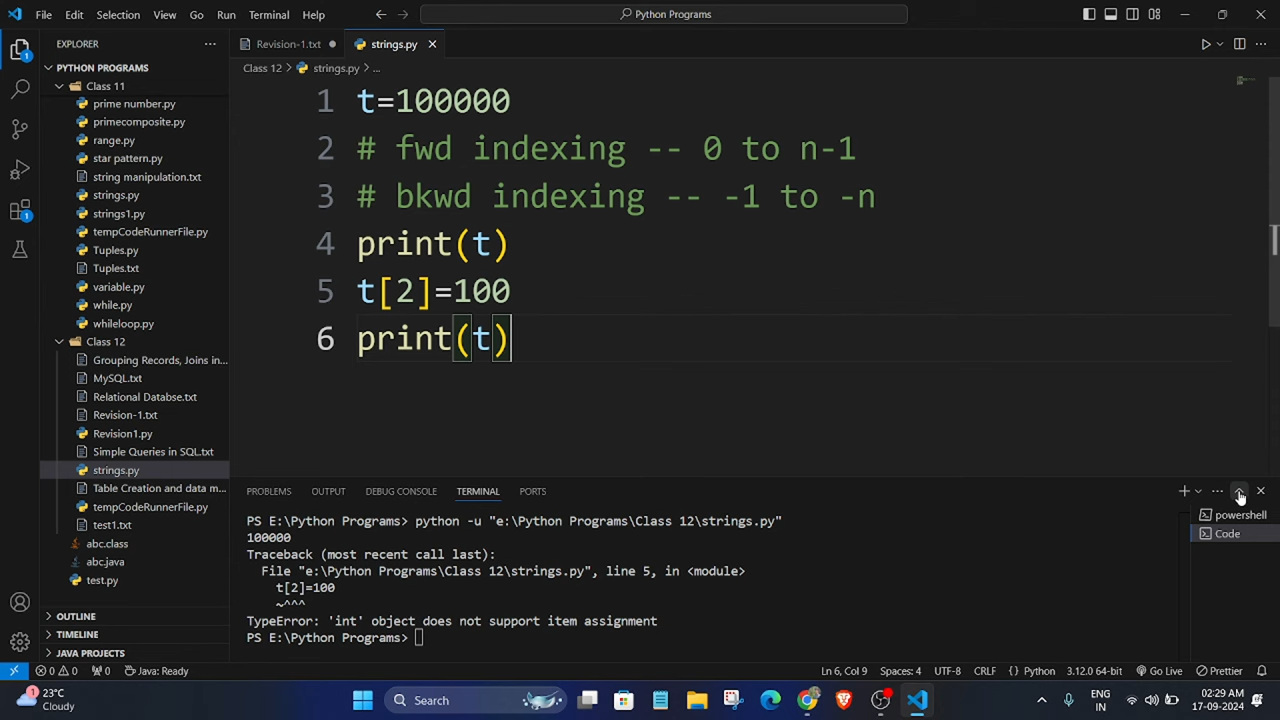 File Edit Selection View Go Run Terminal Help Python Programs
EXPLORER Revision-1.txt strings.py
PYTHON PROGRAMS Class 12 strings.py ...
Class 11
prime number.py
primecomposite.py
range.py
star pattern.py
string manipulation.txt
strings.py
strings1.py
tempCodeRunnerFile.py
Tuples.py
Tuples.txt
variable.py
while.py
whileloop.py
Class 12
Grouping Records, Joins in...
MySQL.txt
Relational Databse.txt
Revision-1.txt
Revision1.py
Simple Queries in SQL.txt
strings.py
Table Creation and data m...
tempCodeRunnerFile.py
test1.txt
abc.class
abc.java
test.py
OUTLINE
TIMELINE
JAVA PROJECTS
1
1
1 t=100000
2 # fwd indexing -- 0 to n-1
3 # bkwd indexing -- -1 to -n
4 print(t)
5 t[2]=100
6 print(t)
PROBLEMS OUTPUT DEBUG CONSOLE TERMINAL PORTS
PS E:\Python Programs> python -u "e:\Python Programs\Class 12\strings.py"
100000
Traceback (most recent call last):
File "e:\Python Programs\Class 12\strings.py", line 5, in <module>
t[2]=100
~^^^
TypeError: 'int' object does not support item assignment
PS E:\Python Programs>
powershell
Code
0 0 0 Java: Ready Ln 6, Col 9 Spaces: 4 UTF-8 CRLF {} Python 3.12.0 64-bit Go Live Prettier
1 23°C Search ENG 02:29 AM
Cloudy IN 17-09-2024